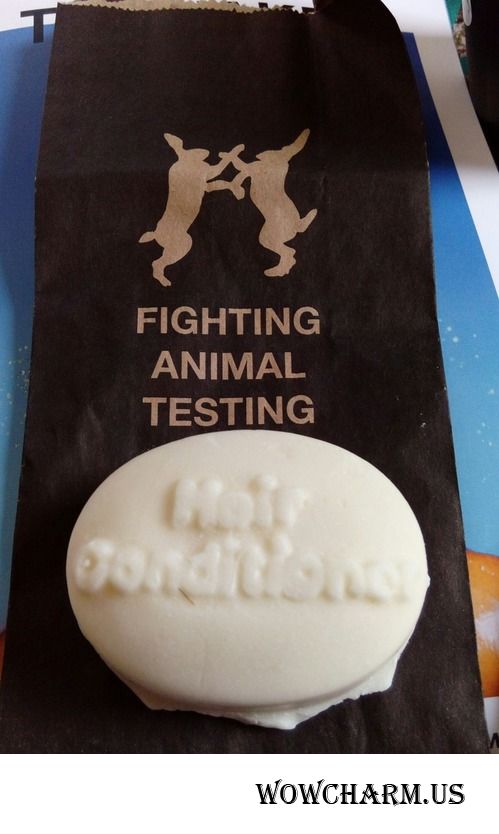 FIGHTING
ANIMAL
TESTING
Hair
conditioner
WOWCHARM.US